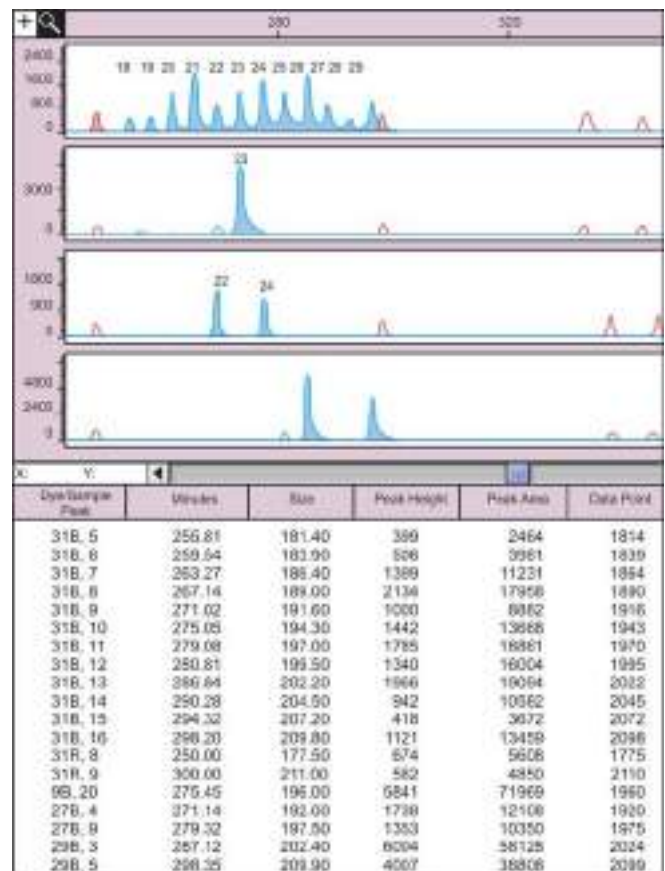 280 320
2400
18 19 20 21 22 23 24 25 26 27 28 29
1600
800
0
23
3000
0
22 24
1800
900
0
4800
2400
0
X: Y:
Dye/Sample Peak Minutes Size Peak Height Peak Area Data Point
31B, 5 255.81 181.40 399 2464 1814
31B, 6 259.54 183.90 506 3981 1839
31B, 7 263.27 186.40 1389 11231 1864
31B, 8 267.14 189.00 2134 17958 1890
31B, 9 271.02 191.60 1000 8882 1916
31B, 10 275.05 194.30 1442 13688 1943
31B, 11 279.08 197.00 1785 16861 1970
31B, 12 280.81 199.50 1340 16004 1995
31B, 13 286.84 202.20 1966 19094 2022
31B, 14 290.28 204.50 942 10562 2045
31B, 15 294.32 207.20 418 3672 2072
31B, 16 298.20 209.80 1121 13459 2098
31R, 8 250.00 177.50 674 5608 1775
31R, 9 300.00 211.00 582 4850 2110
9B, 20 275.45 196.00 5841 71969 1960
27B, 4 271.14 192.00 1738 12108 1920
27B, 9 279.32 197.50 1353 10350 1975
29B, 3 287.12 202.40 6004 58128 2024
29B, 5 298.35 209.90 4007 38808 2099